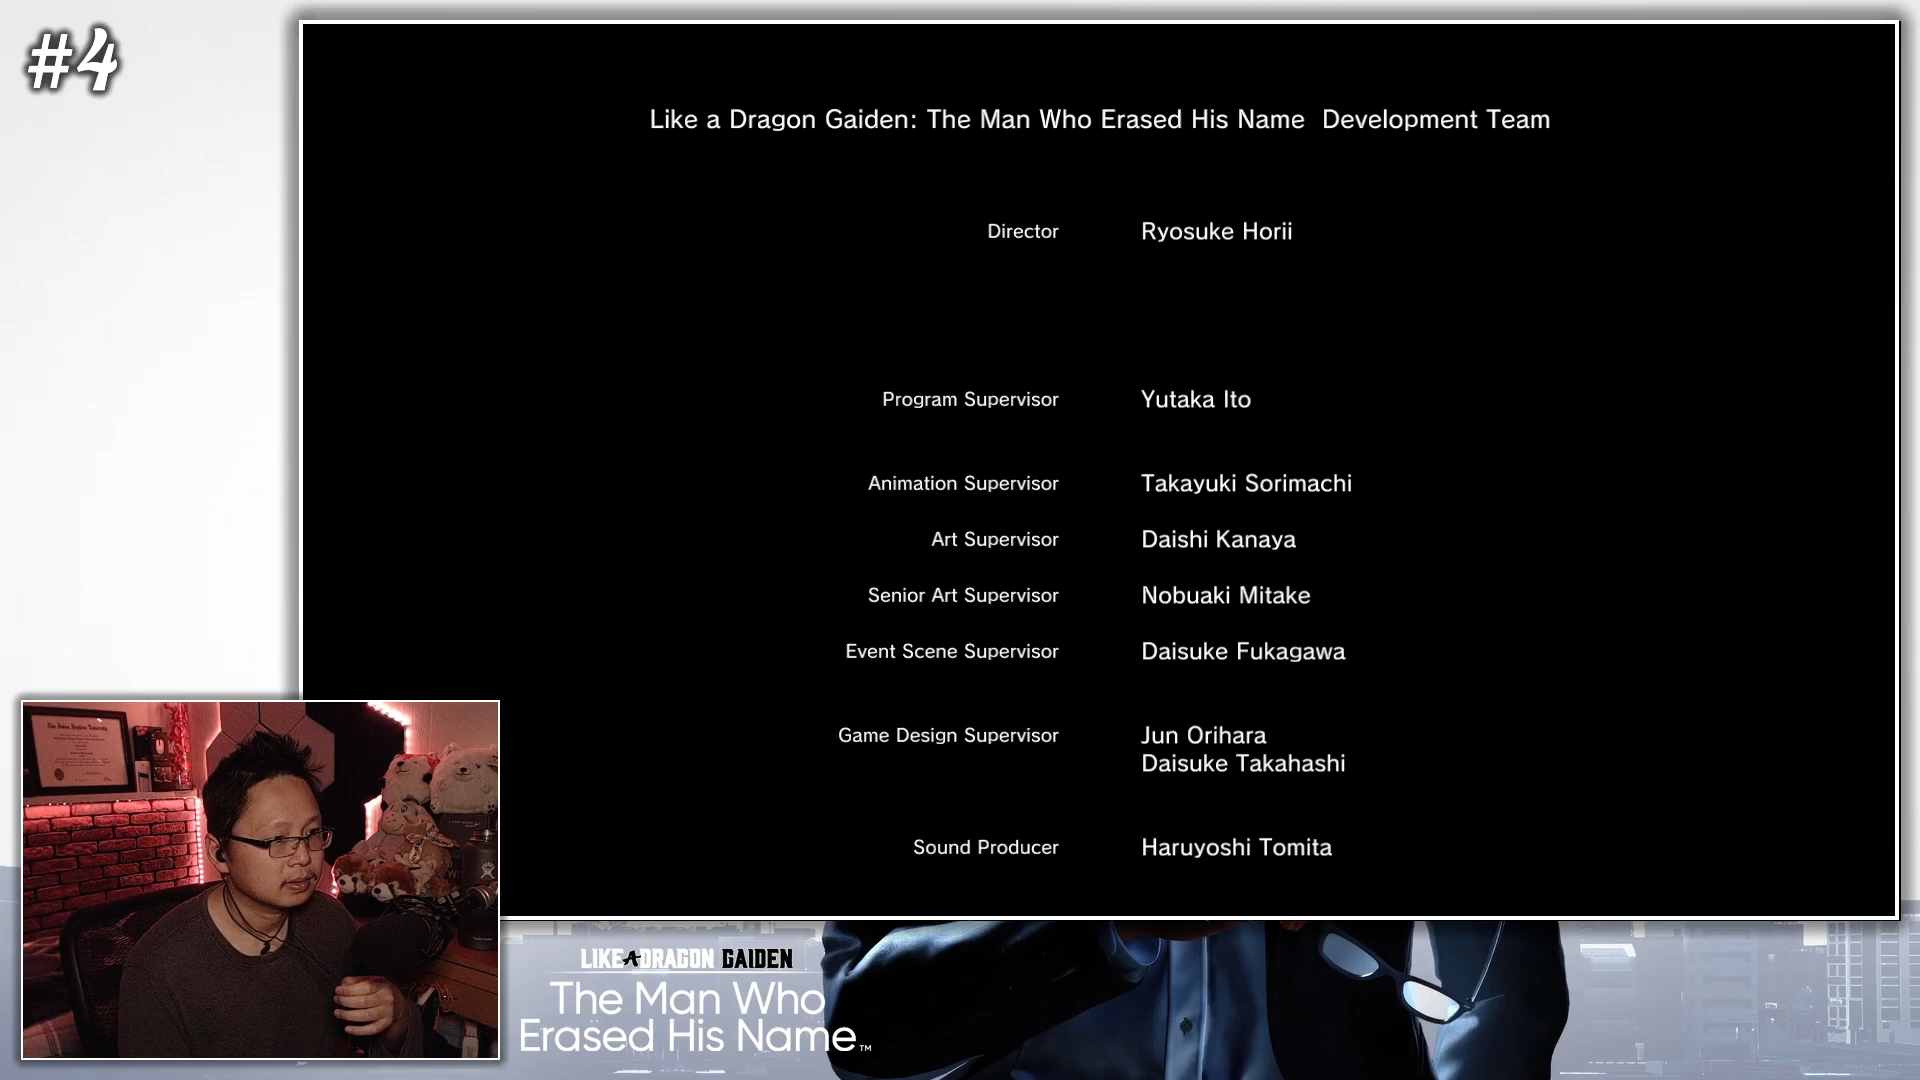 #4
Like a Dragon Gaiden: The Man Who Erased His Name Development Team
Director Ryosuke Horii
Program Supervisor Yutaka Ito
Animation Supervisor Takayuki Sorimachi
Art Supervisor Daishi Kanaya
Senior Art Supervisor Nobuaki Mitake
Event Scene Supervisor Daisuke Fukagawa
Game Design Supervisor Jun Orihara
Daisuke Takahashi
Sound Producer Haruyoshi Tomita
LIKE A DRAGON GAIDEN
The Man Who
Erased His Name™